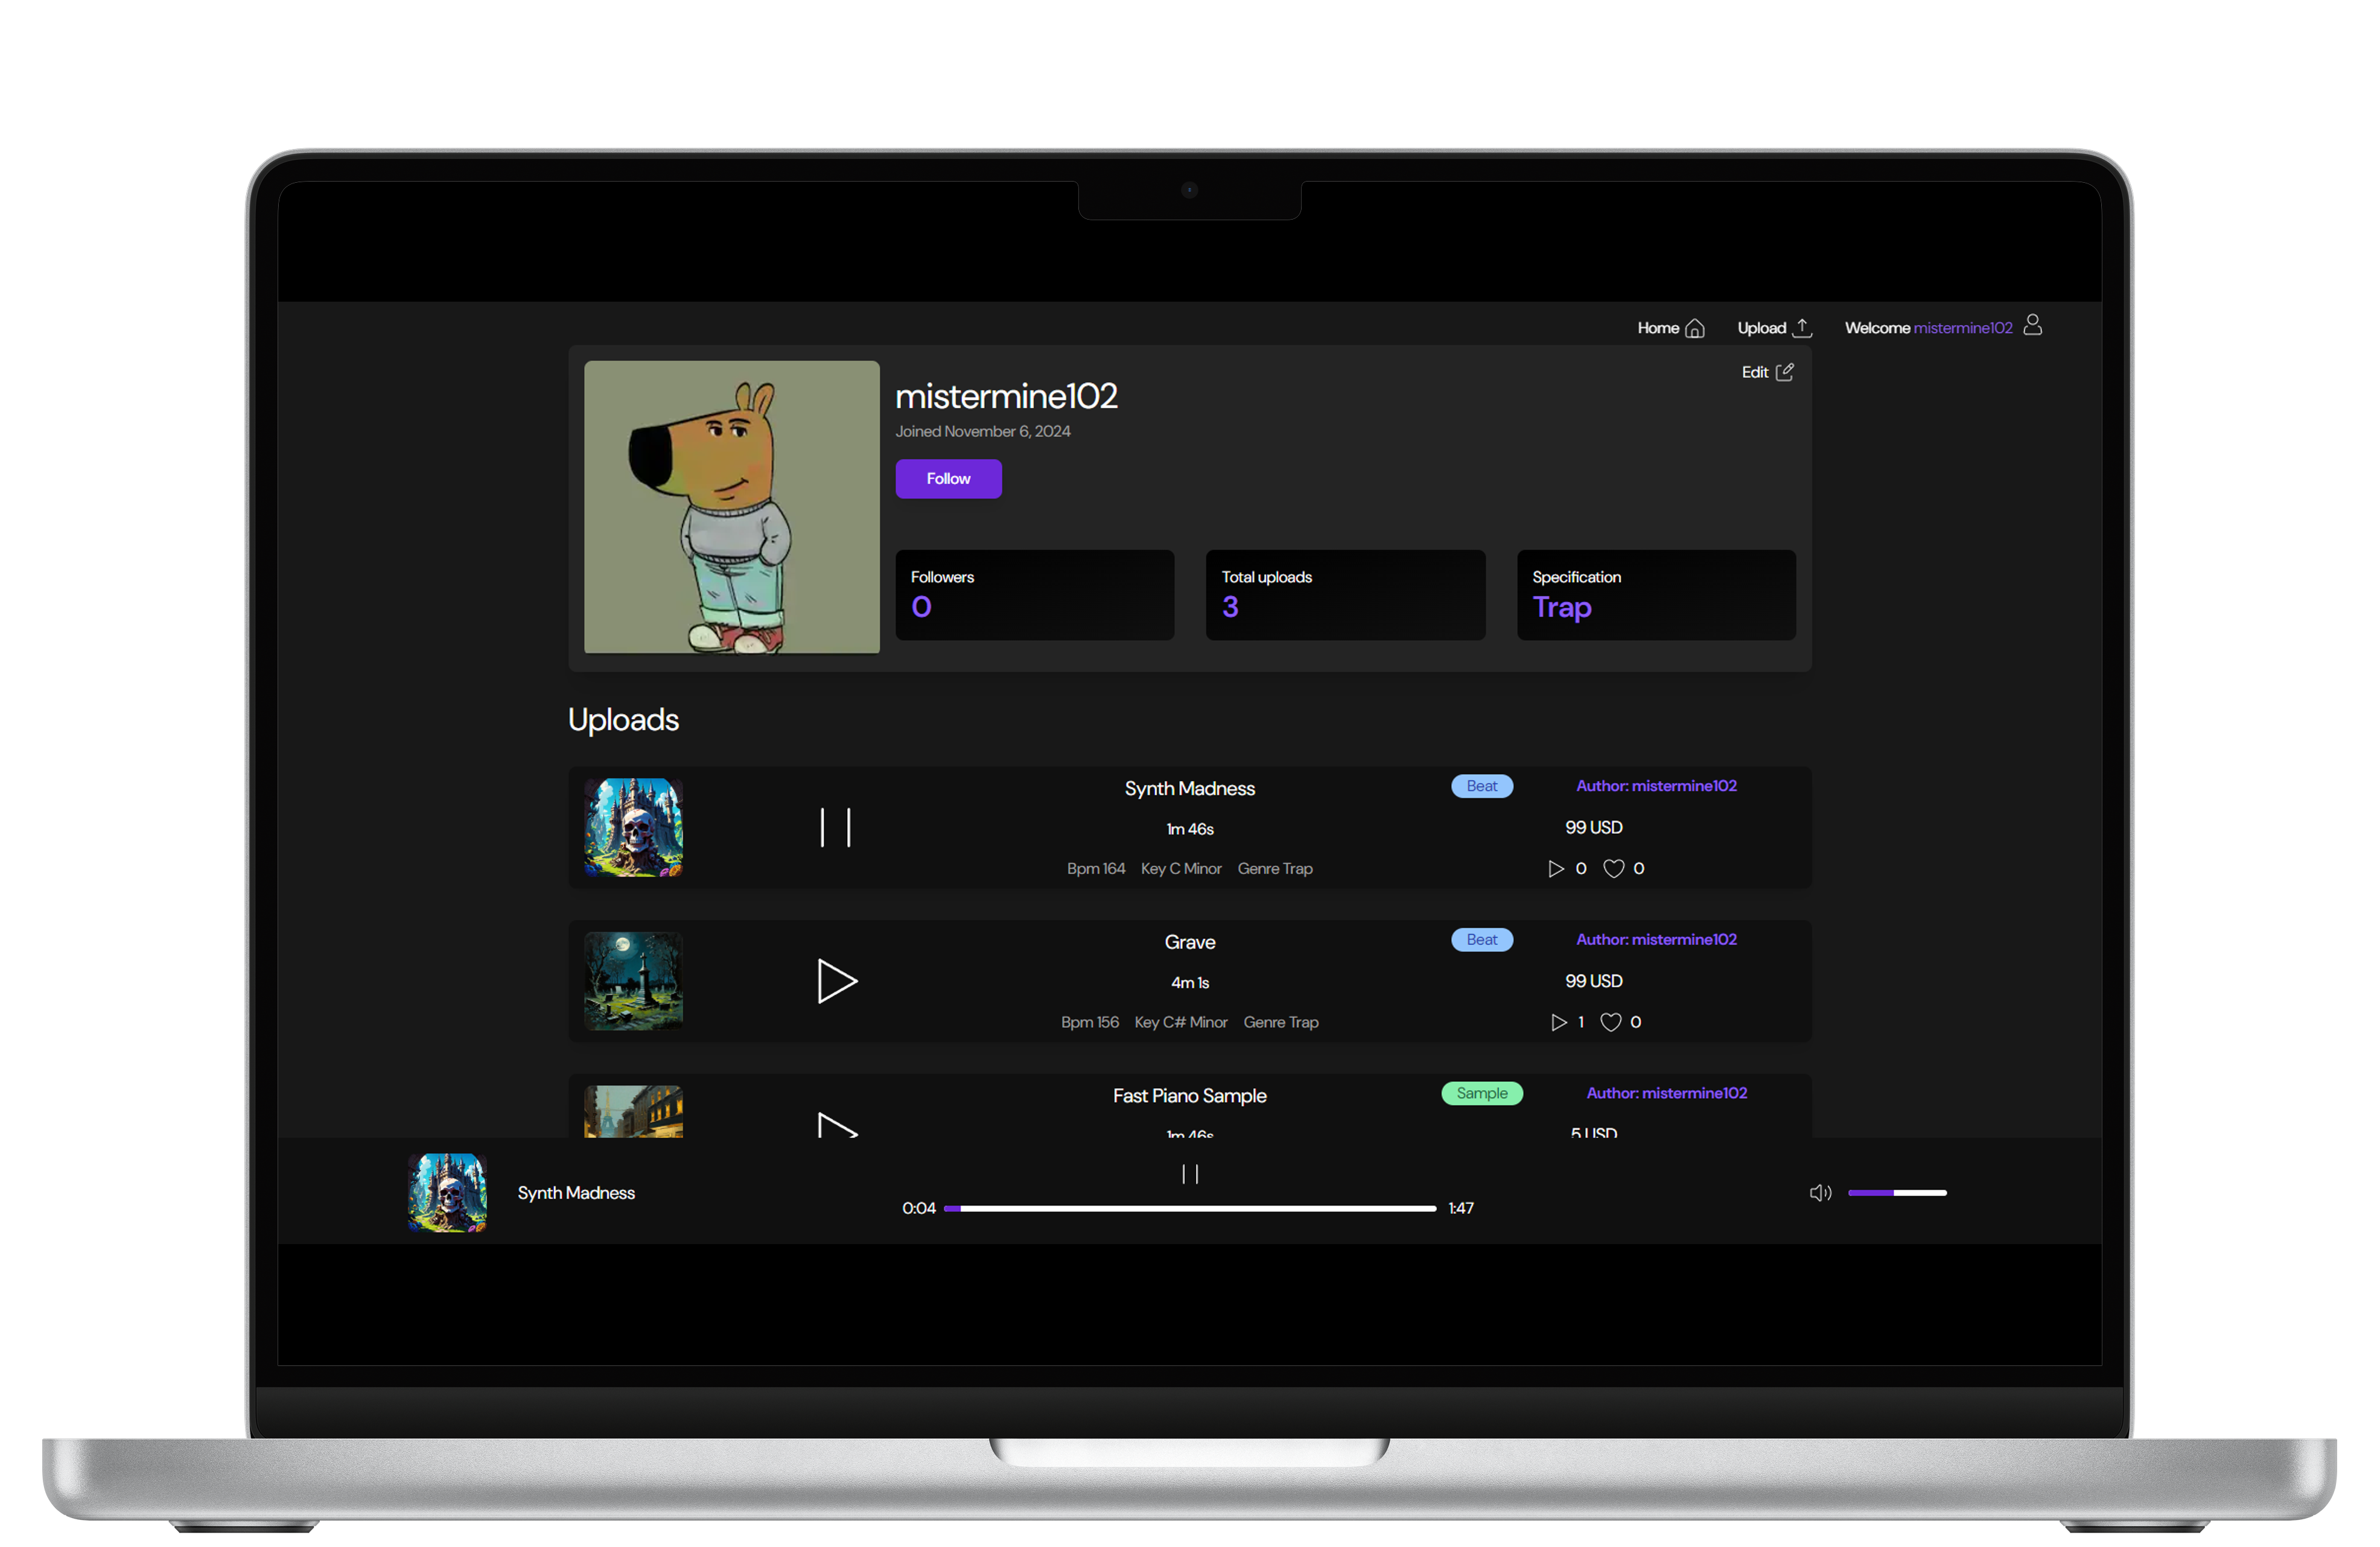 Home Upload Welcome mistermine102
Edit
mistermine102
Joined November 6, 2024
Follow
Followers
0
Total uploads
3
Specification
Trap
Uploads
Synth Madness
1m 46s
Bpm 164 Key C Minor Genre Trap
Beat
Author: mistermine102
99 USD
0 0
Grave
4m 1s
Bpm 156 Key C# Minor Genre Trap
Beat
Author: mistermine102
99 USD
1 0
Fast Piano Sample
1m 46s
Sample
Author: mistermine102
5 USD
Synth Madness
0:04 1:47